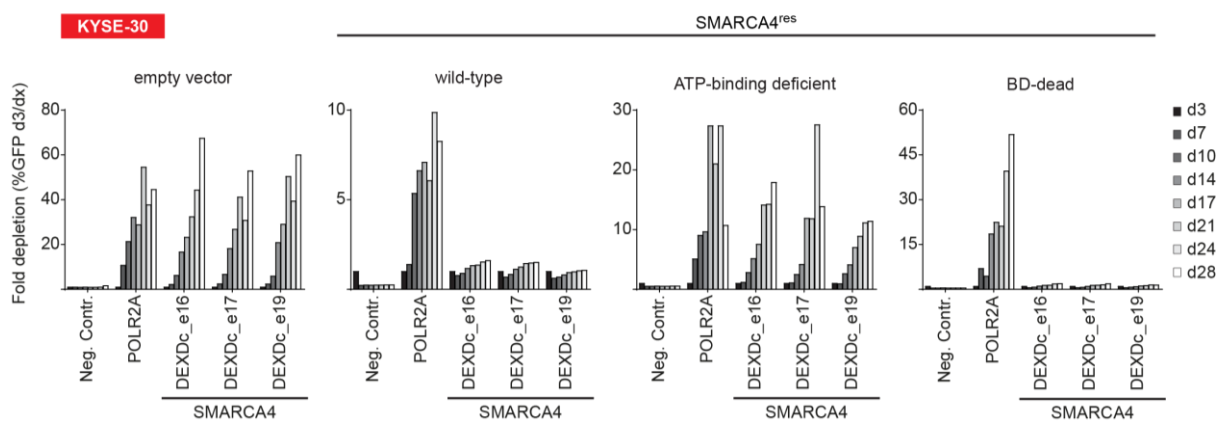 KYSE-30
SMARCA4res
empty vector
wild-type
ATP-binding deficient
BD-dead
Fold depletion (%GFP d3/dx)
80
60
40
20
10
5
30
20
10
60
45
30
15
d3
d7
d10
d14
d17
d21
d24
d28
Neg. Contr.
POLR2A
DEXDc_e16
DEXDc_e17
DEXDc_e19
SMARCA4
Neg. Contr.
POLR2A
DEXDc_e16
DEXDc_e17
DEXDc_e19
SMARCA4
Neg. Contr.
POLR2A
DEXDc_e16
DEXDc_e17
DEXDc_e19
SMARCA4
Neg. Contr.
POLR2A
DEXDc_e16
DEXDc_e17
DEXDc_e19
SMARCA4